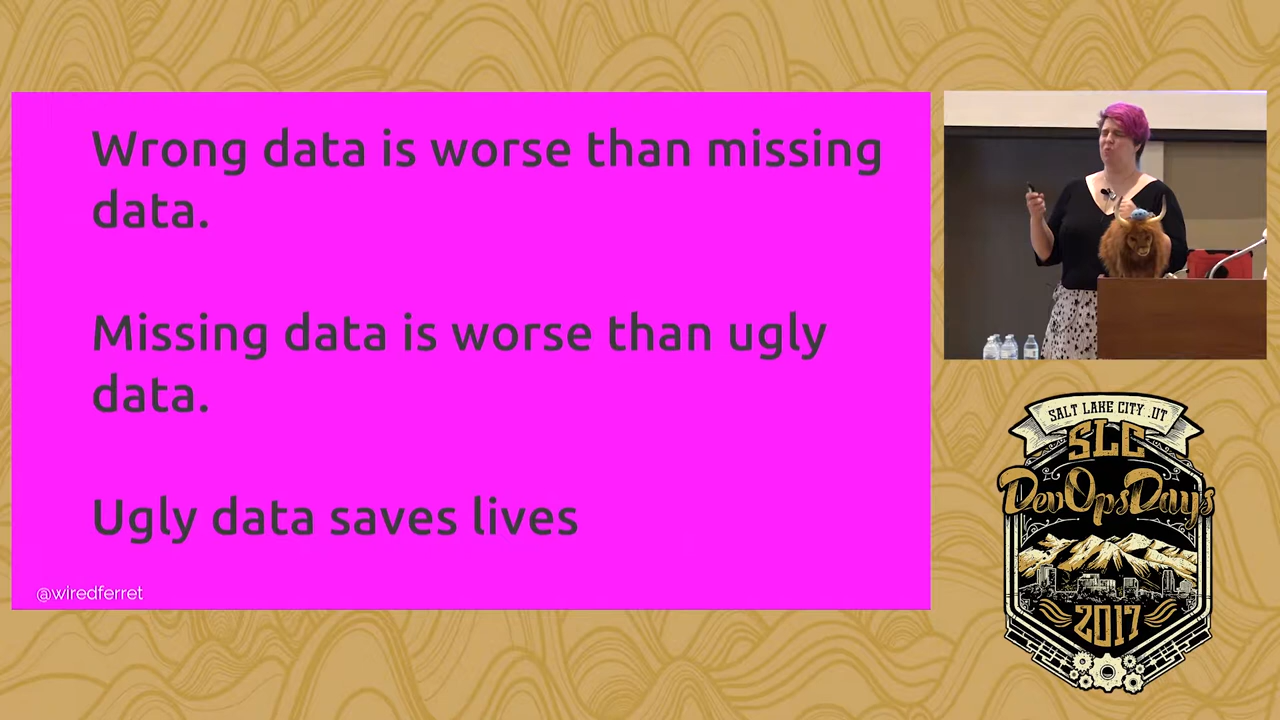 Wrong data is worse than missing
data.
Missing data is worse than ugly
data.
Ugly data saves lives
@wiredferret
SALT LAKE CITY .UT
SLC
DevOpsDays
2017